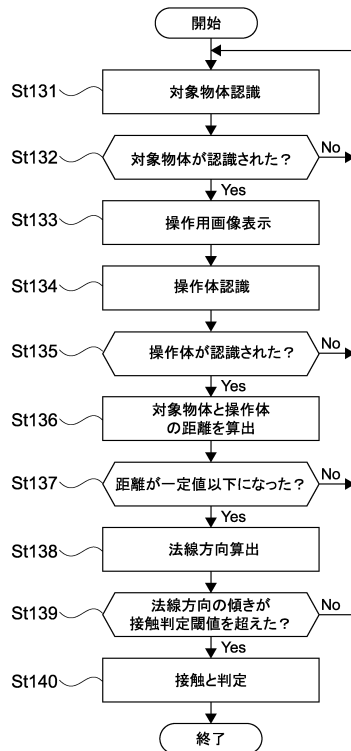 開始
St131
対象物体認識
St132
対象物体が認識された？
No
Yes
St133
操作用画像表示
St134
操作体認識
St135
操作体が認識された？
No
Yes
St136
対象物体と操作体
の距離を算出
St137
距離が一定値以下になった？
No
Yes
St138
法線方向算出
St139
法線方向の傾きが
接触判定閾値を超えた？
No
Yes
St140
接触と判定
終了